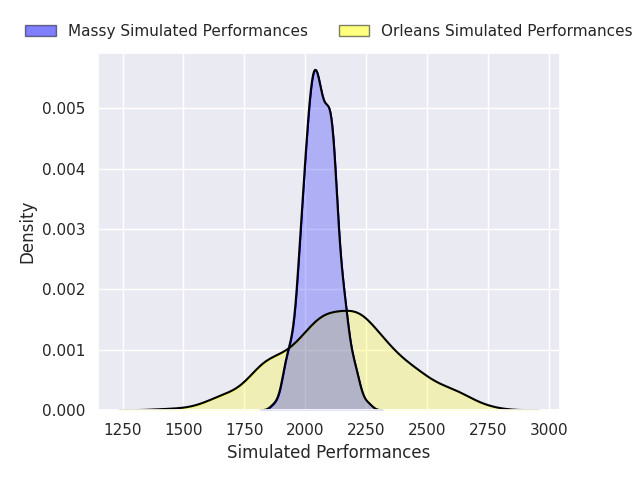 Massy Simulated Performances
Orleans Simulated Performances
Density
0.005
0.004
0.003
0.002
0.001
0.000
1250 1500 1750 2000 2250 2500 2750 3000
Simulated Performances